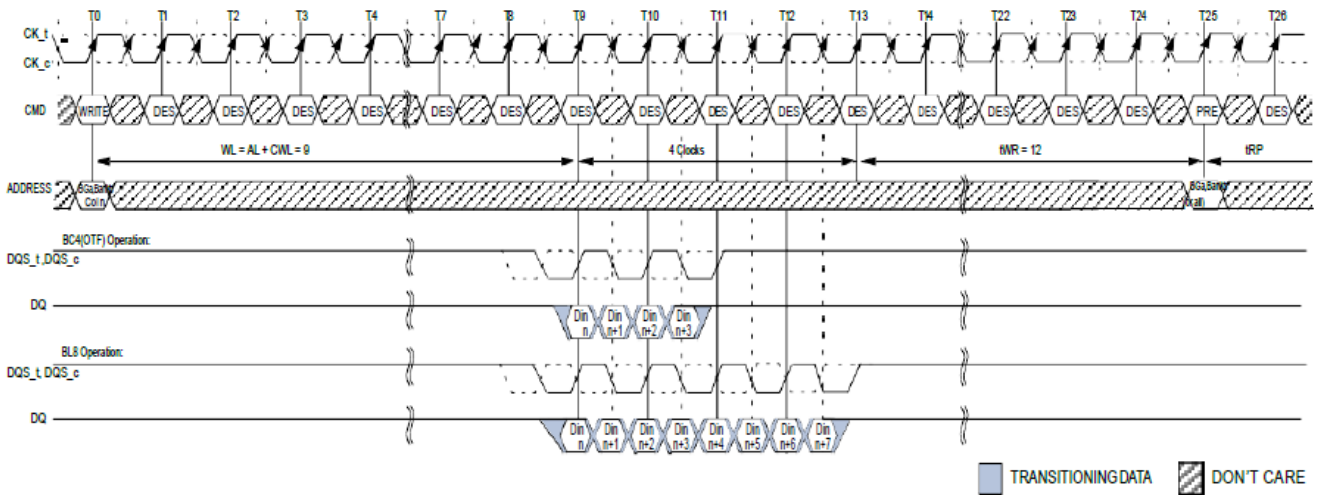 T0 T1 T2 T3 T4 T7 T8 T9 T10 T11 T12 T13 T14 T22 T23 T24 T25 T26
CK_t
CK_c
CMD WRITE DES DES DES DES DES DES DES DES DES DES DES DES DES DES DES PRE DES
WL = AL + CWL = 9 4 Clocks tWR = 12 tRP
ADDRESS BGa,Bank Col n BGa,Bank
BC4(OTF) Operation:
DQS_t,DQS_c
DQ Din n Din n+1 Din n+2 Din n+3
BL8 Operation:
DQS_t, DQS_c
DQ Din n Din n+1 Din n+2 Din n+3 Din n+4 Din n+5 Din n+6 Din n+7
TRANSITIONING DATA DON'T CARE